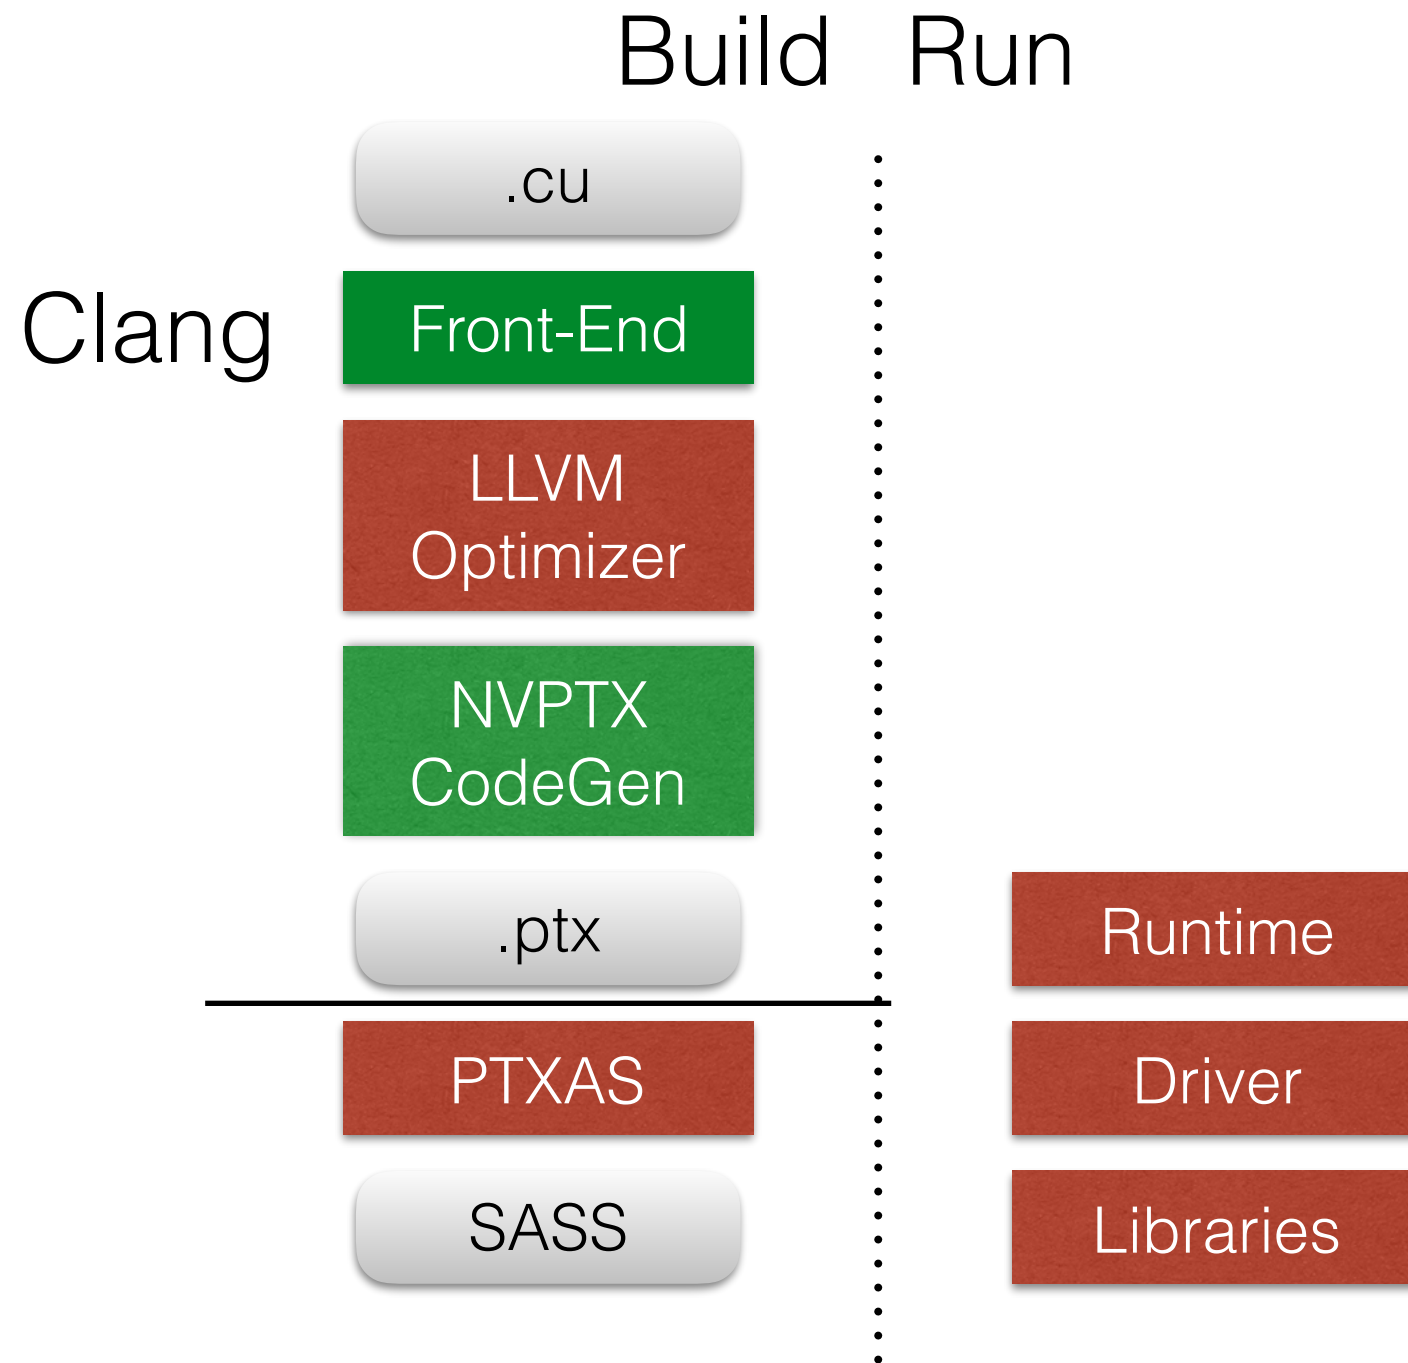 Build Run
.cu
Clang
Front-End
LLVM
Optimizer
NVPTX
CodeGen
.ptx
Runtime
PTXAS
Driver
SASS
Libraries